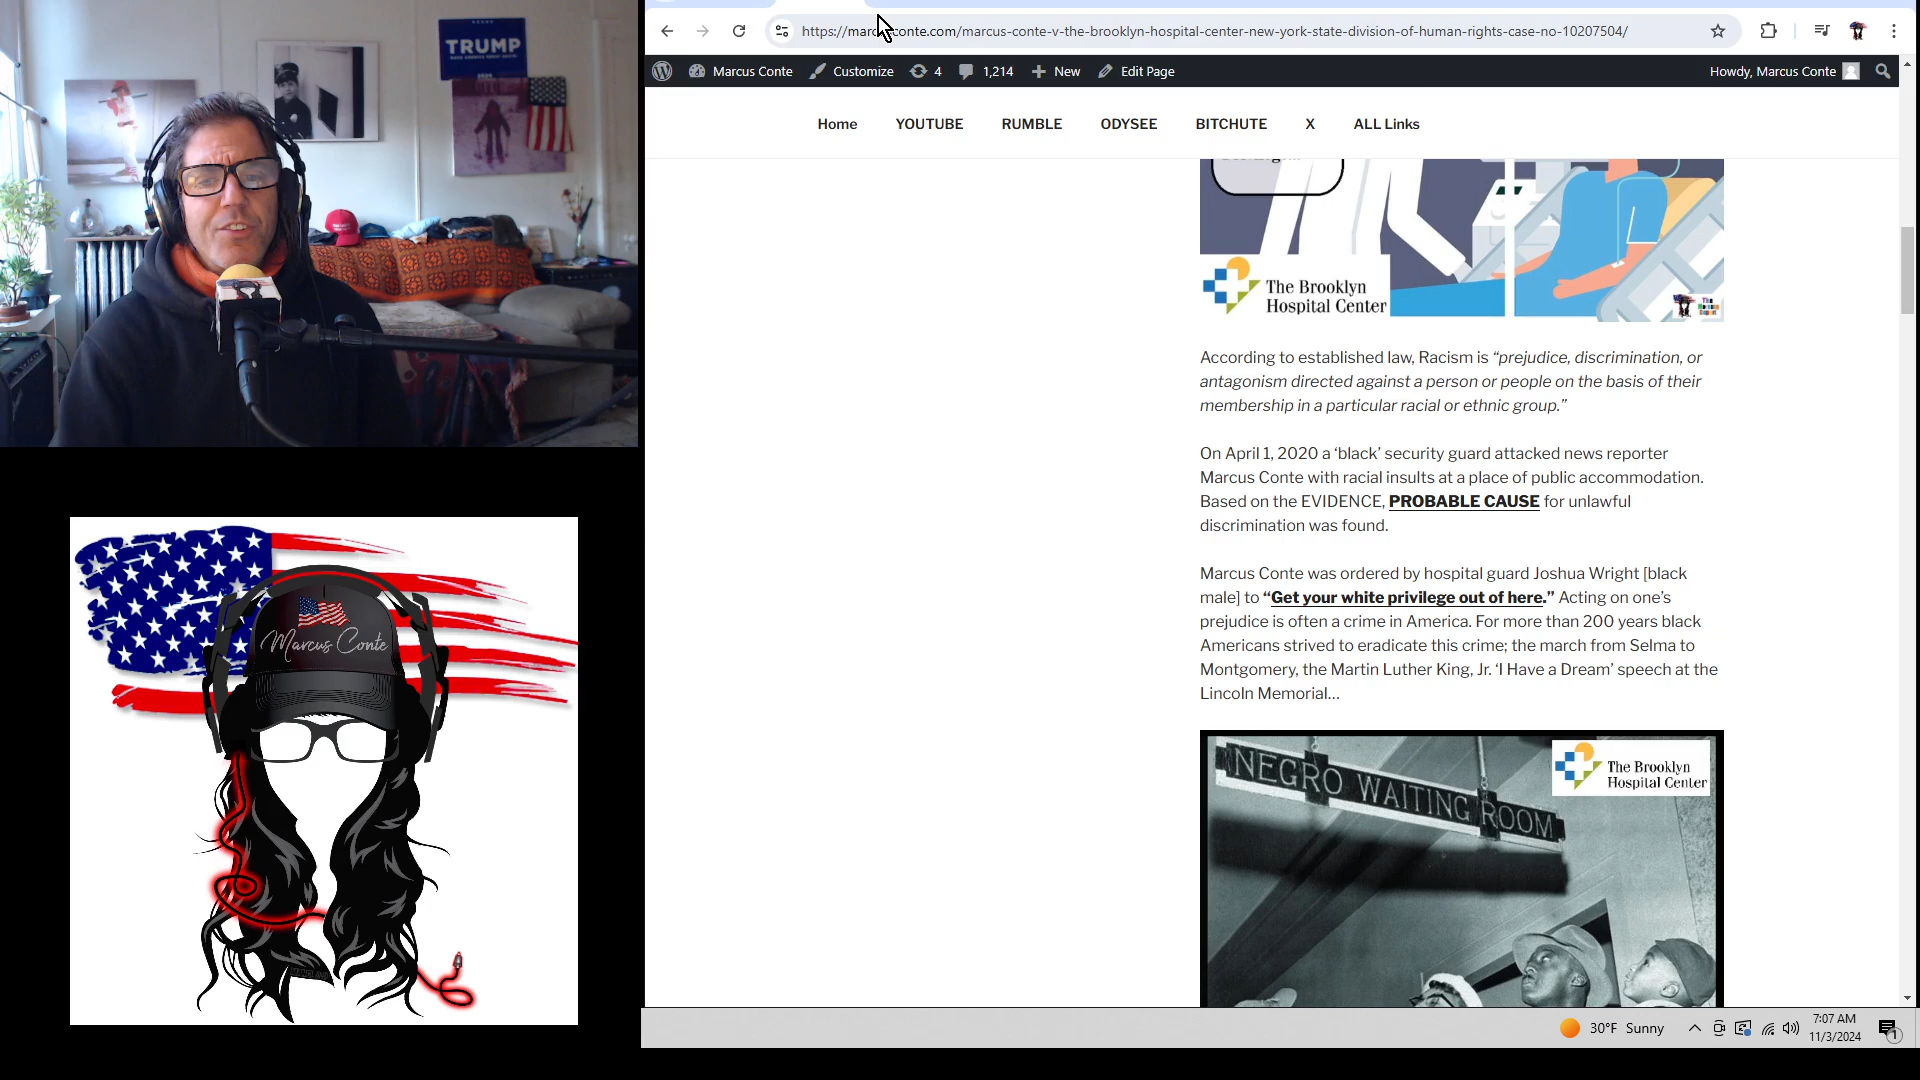 TRUMP
Marcus Conte
https://marcusconte.com/marcus-conte-v-the-brooklyn-hospital-center-new-york-state-division-of-human-rights-case-no-10207504/
Marcus Conte
Customize
4
1,214
New
Edit Page
Howdy, Marcus Conte
Home
YOUTUBE
RUMBLE
ODYSEE
BITCHUTE
X
ALL Links
The Brooklyn
Hospital Center
According to established law, Racism is “prejudice, discrimination, or
antagonism directed against a person or people on the basis of their
membership in a particular racial or ethnic group.”
On April 1, 2020 a ‘black’ security guard attacked news reporter
Marcus Conte with racial insults at a place of public accommodation.
Based on the EVIDENCE, PROBABLE CAUSE for unlawful
discrimination was found.
Marcus Conte was ordered by hospital guard Joshua Wright [black
male] to “Get your white privilege out of here.” Acting on one’s
prejudice is often a crime in America. For more than 200 years black
Americans strived to eradicate this crime; the march from Selma to
Montgomery, the Martin Luther King, Jr. ‘I Have a Dream’ speech at the
Lincoln Memorial…
NEGRO WAITING ROOM
The Brooklyn
Hospital Center
30°F Sunny
7:07 AM
11/3/2024
1